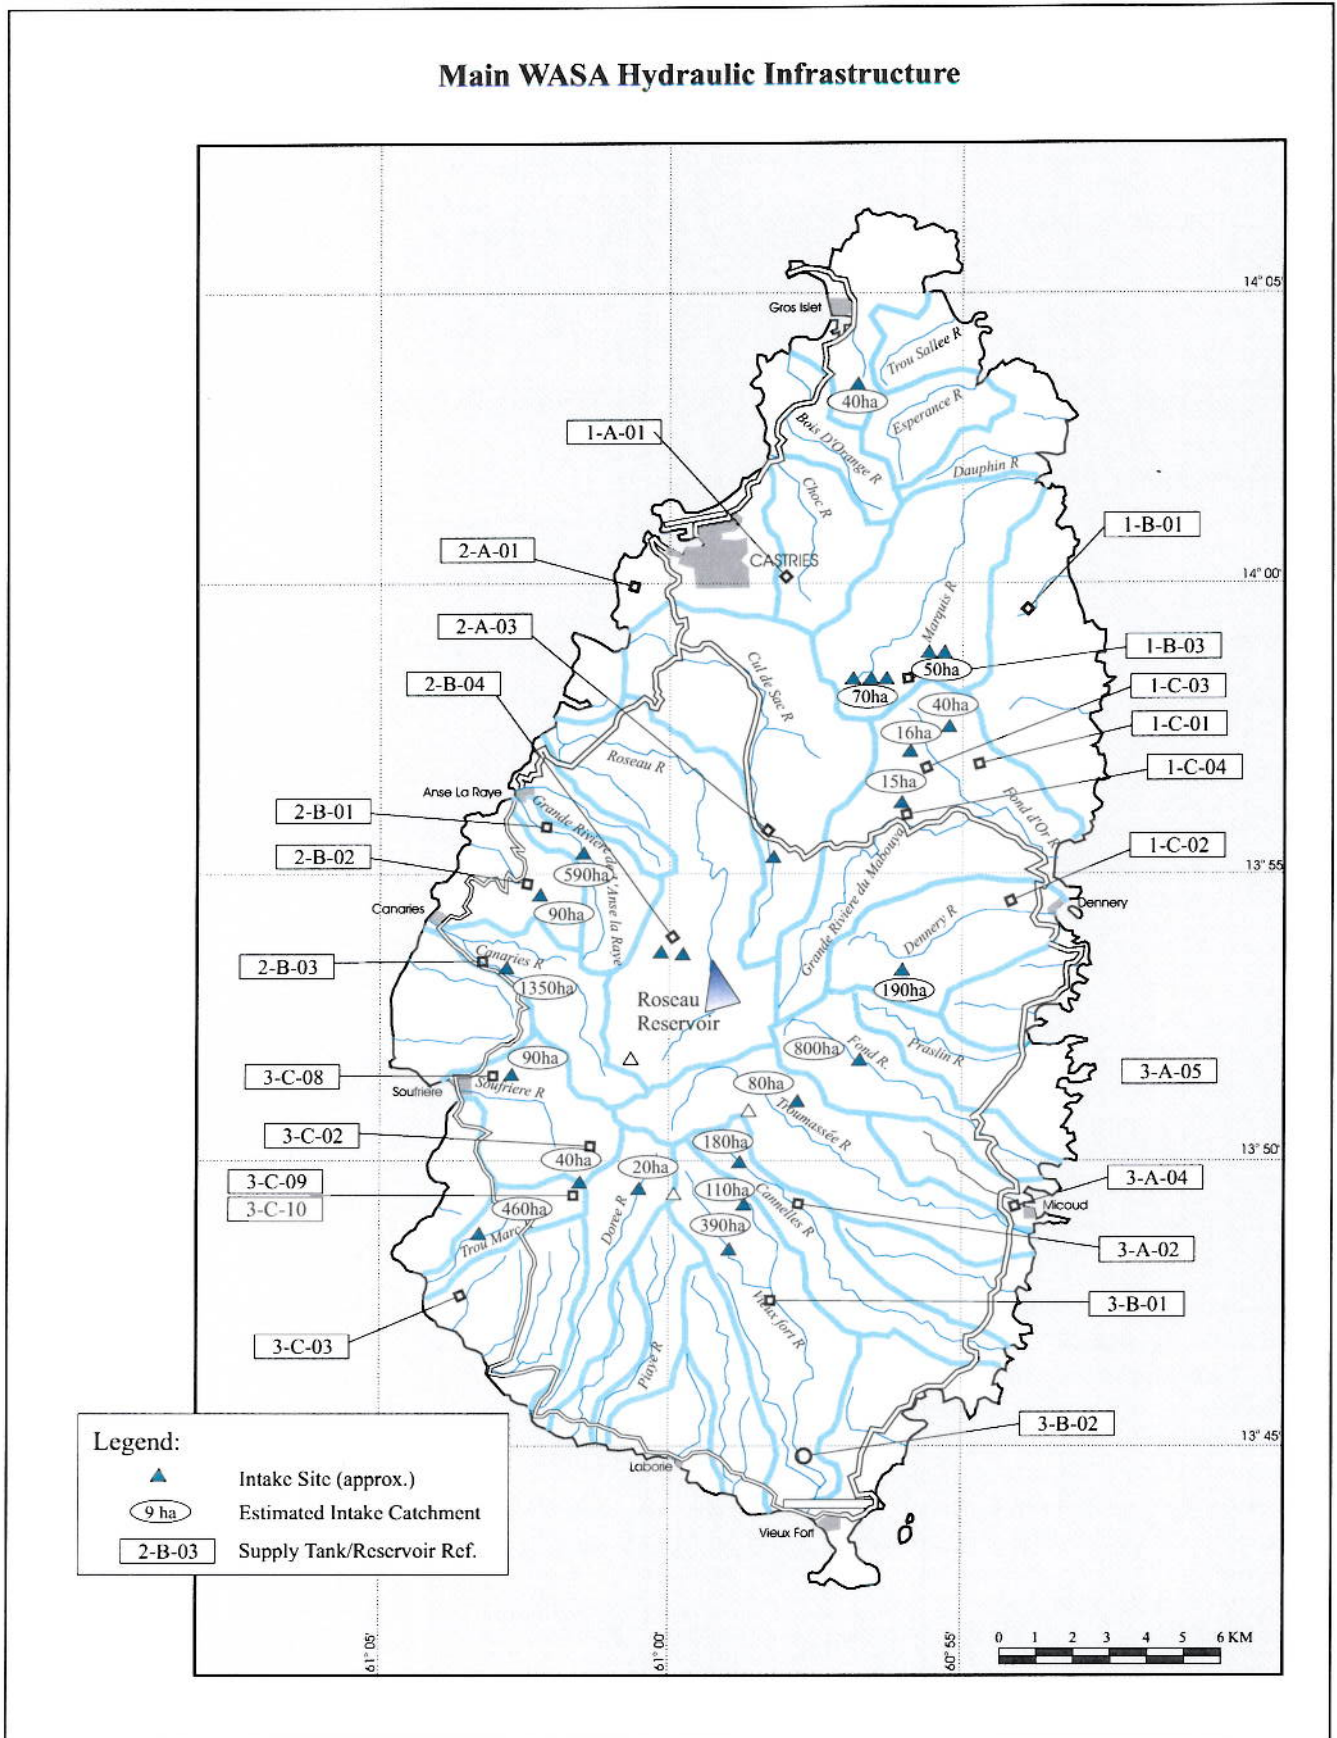 Main WASA Hydraulic Infrastructure
14° 05'
Gros Islet
Trou Sallee R
40ha
Esperance R
1-A-01
Bois D'Orange R
Dauphin R
Choc R
1-B-01
2-A-01
CASTRIES
14° 00'
Marquis R
2-A-03
1-B-03
50ha
Cul de Sac R
2-B-04
70ha
1-C-03
40ha
1-C-01
16ha
Roseau R
1-C-04
15ha
Anse La Raye
Fond d'Or R
2-B-01
Grande Riviere de L'Anse la Raye
Grande Riviere du Mabouya
1-C-02
2-B-02
590ha
13° 55'
Canaries
90ha
Dennery
Dennery R
2-B-03
Canaries R
1350ha
190ha
Roseau
Reservoir
800ha
Fond R.
Praslin R
90ha
3-C-08
Soufriere
Soufriere R
80ha
3-A-05
Troumassée R
3-C-02
180ha
13° 50'
40ha
20ha
3-C-09
110ha
3-A-04
3-C-10
460ha
Doree R
Cannelles R
Micoud
390ha
Trou Marc
3-A-02
Vieux fort R
3-B-01
3-C-03
Piaye R
3-B-02
13° 45'
Laborie
Vieux Fort
Legend:
Intake Site (approx.)
9 ha
Estimated Intake Catchment
2-B-03
Supply Tank/Reservoir Ref.
61° 05'
61° 00'
60° 55'
0 1 2 3 4 5 6 KM